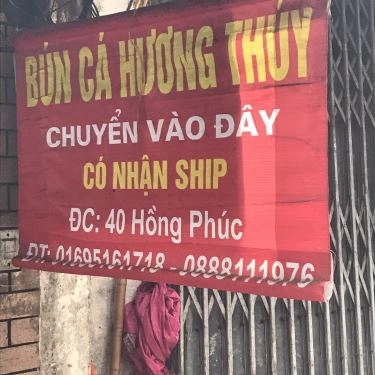 BÚN CÁ HƯƠNG THÚY
CHUYỂN VÀO ĐÂY
CÓ NHẬN SHIP
ĐC: 40 Hồng Phúc
ĐT: 01695161718 - 0888111976